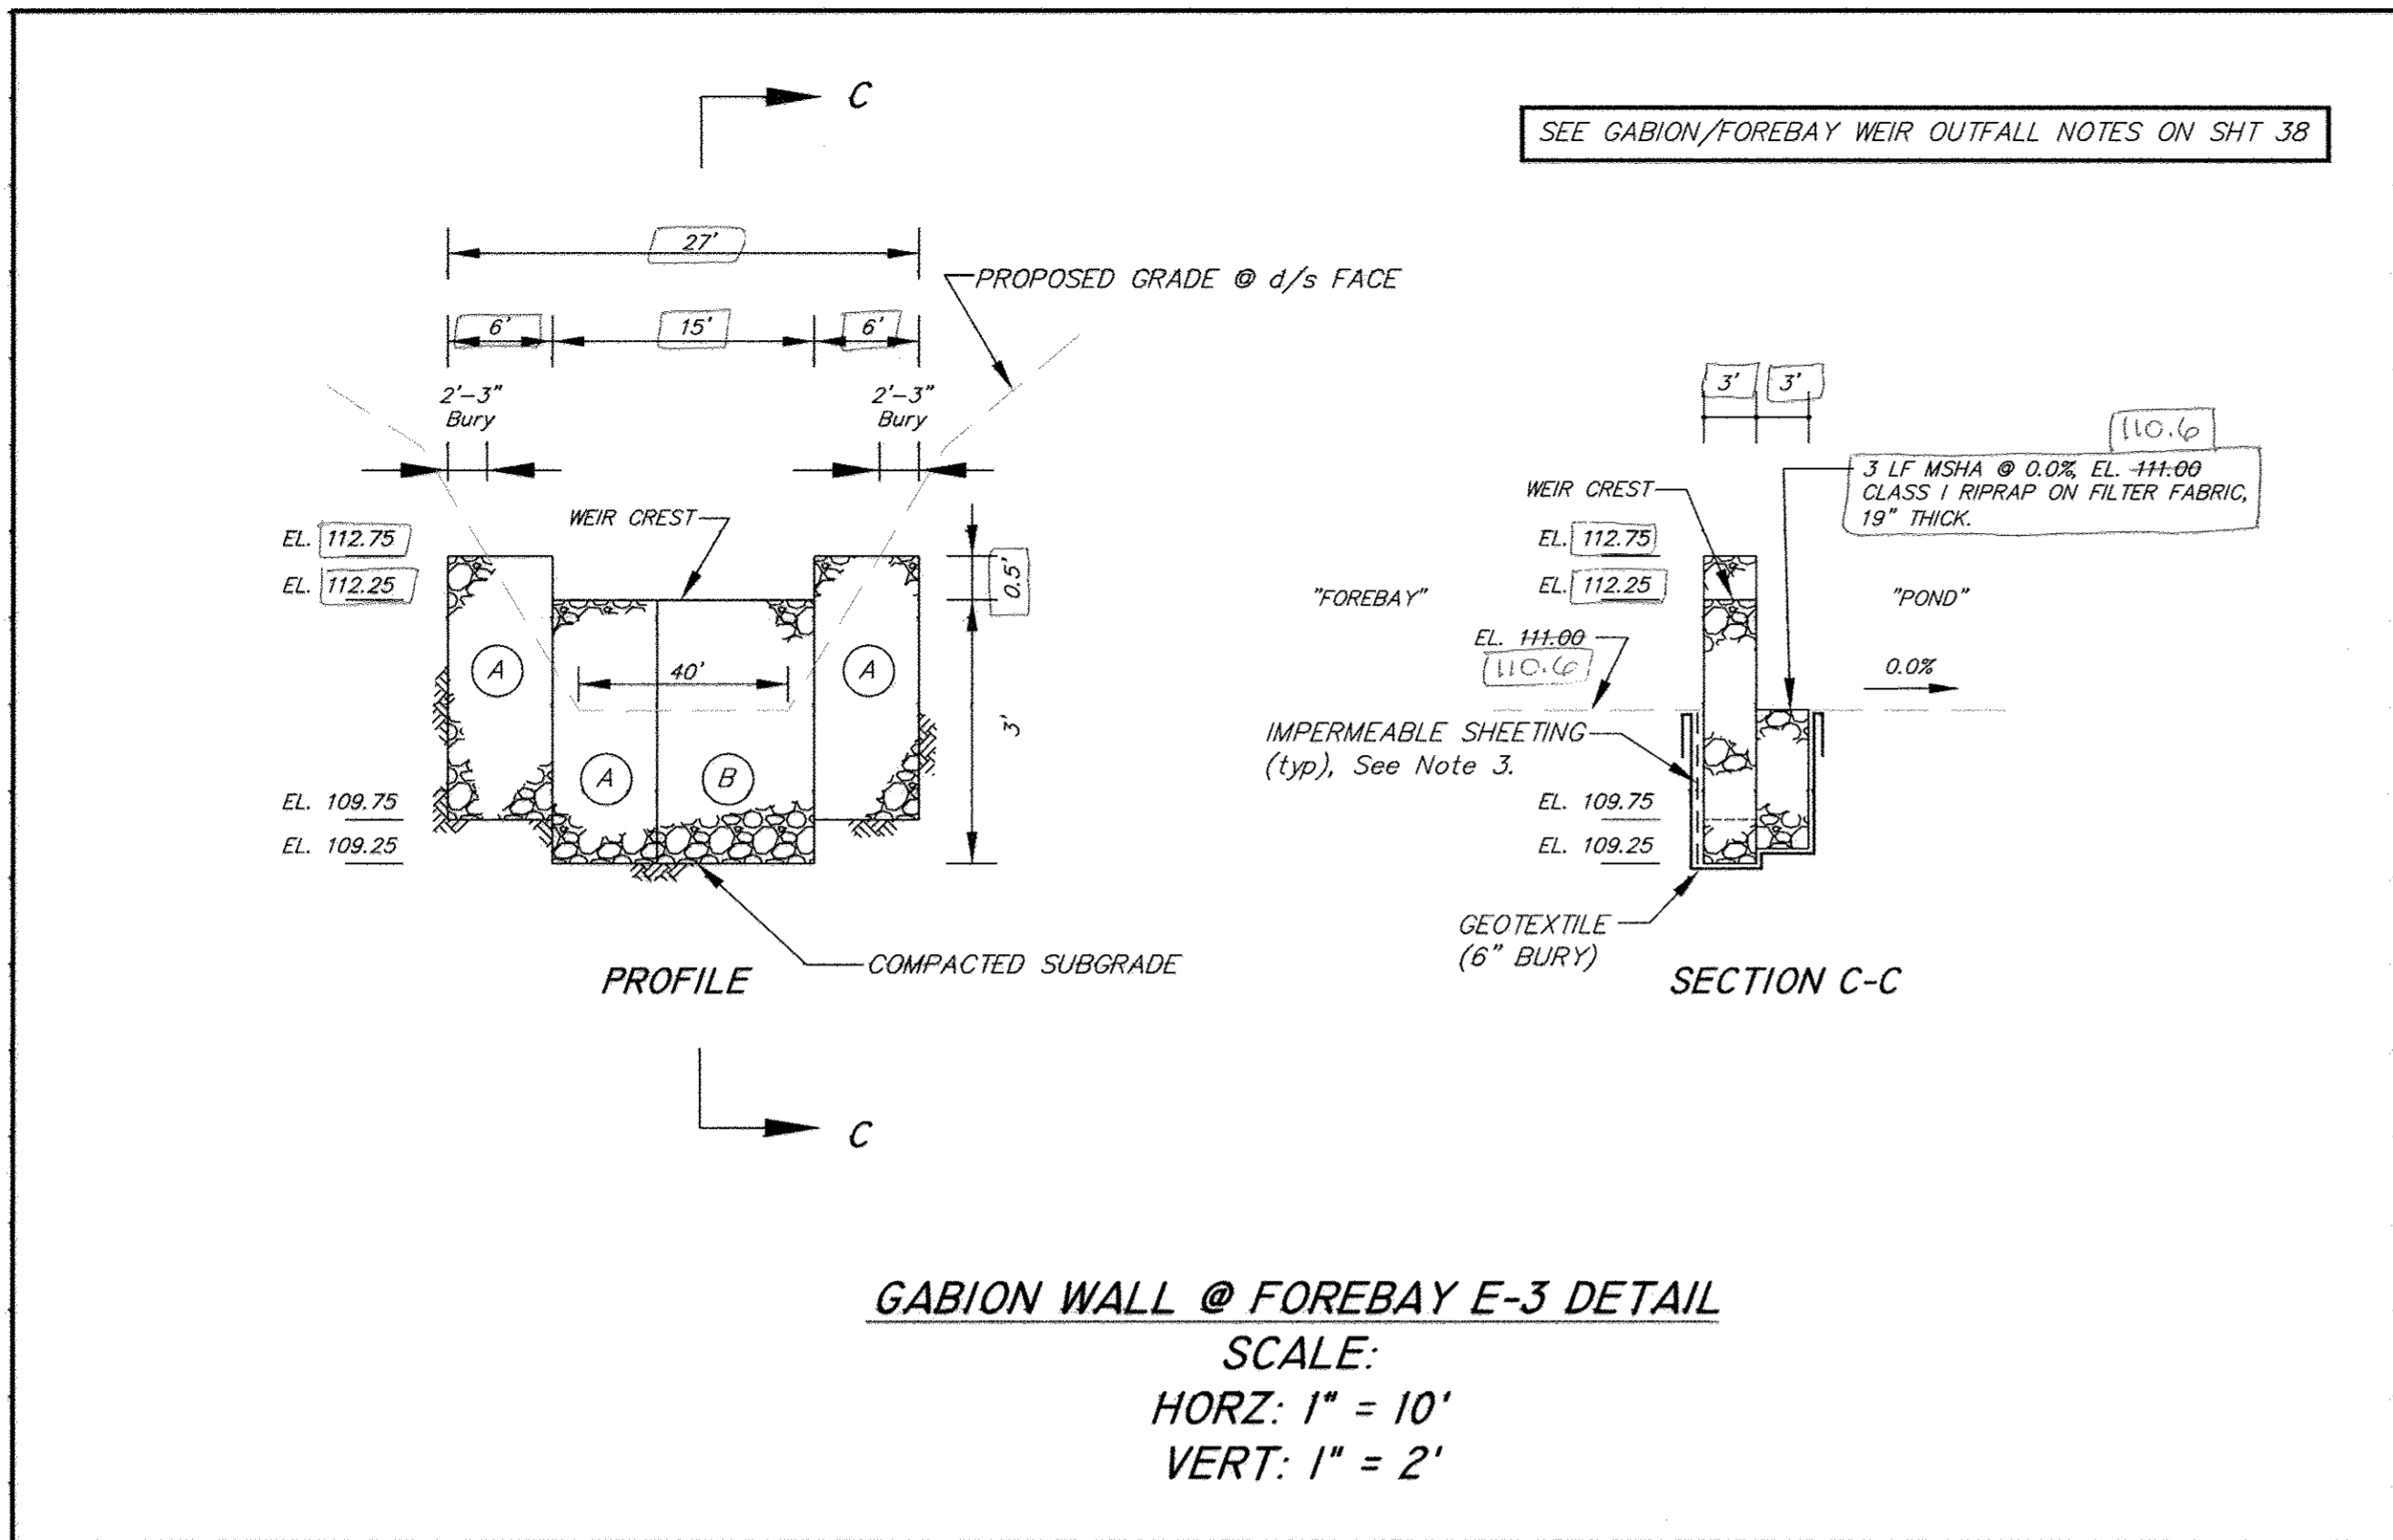 C
SEE GABION/FOREBAY WEIR OUTFALL NOTES ON SHT 38
27'
PROPOSED GRADE @ d/s FACE
6'
15'
6'
2'-3"
Bury
2'-3"
Bury
WEIR CREST
EL. 112.75
EL. 112.25
0.5'
A
A
40'
3'
A
B
EL. 109.75
EL. 109.25
COMPACTED SUBGRADE
PROFILE
C
3'
3'
110.6
3 LF MSHA @ 0.0%, EL. 111.00
CLASS I RIPRAP ON FILTER FABRIC,
19" THICK.
WEIR CREST
EL. 112.75
EL. 112.25
"FOREBAY"
"POND"
EL. 111.00
110.6
0.0%
IMPERMEABLE SHEETING
(typ), See Note 3.
EL. 109.75
EL. 109.25
GEOTEXTILE
(6" BURY)
SECTION C-C
GABION WALL @ FOREBAY E-3 DETAIL
SCALE:
HORZ: 1" = 10'
VERT: 1" = 2'